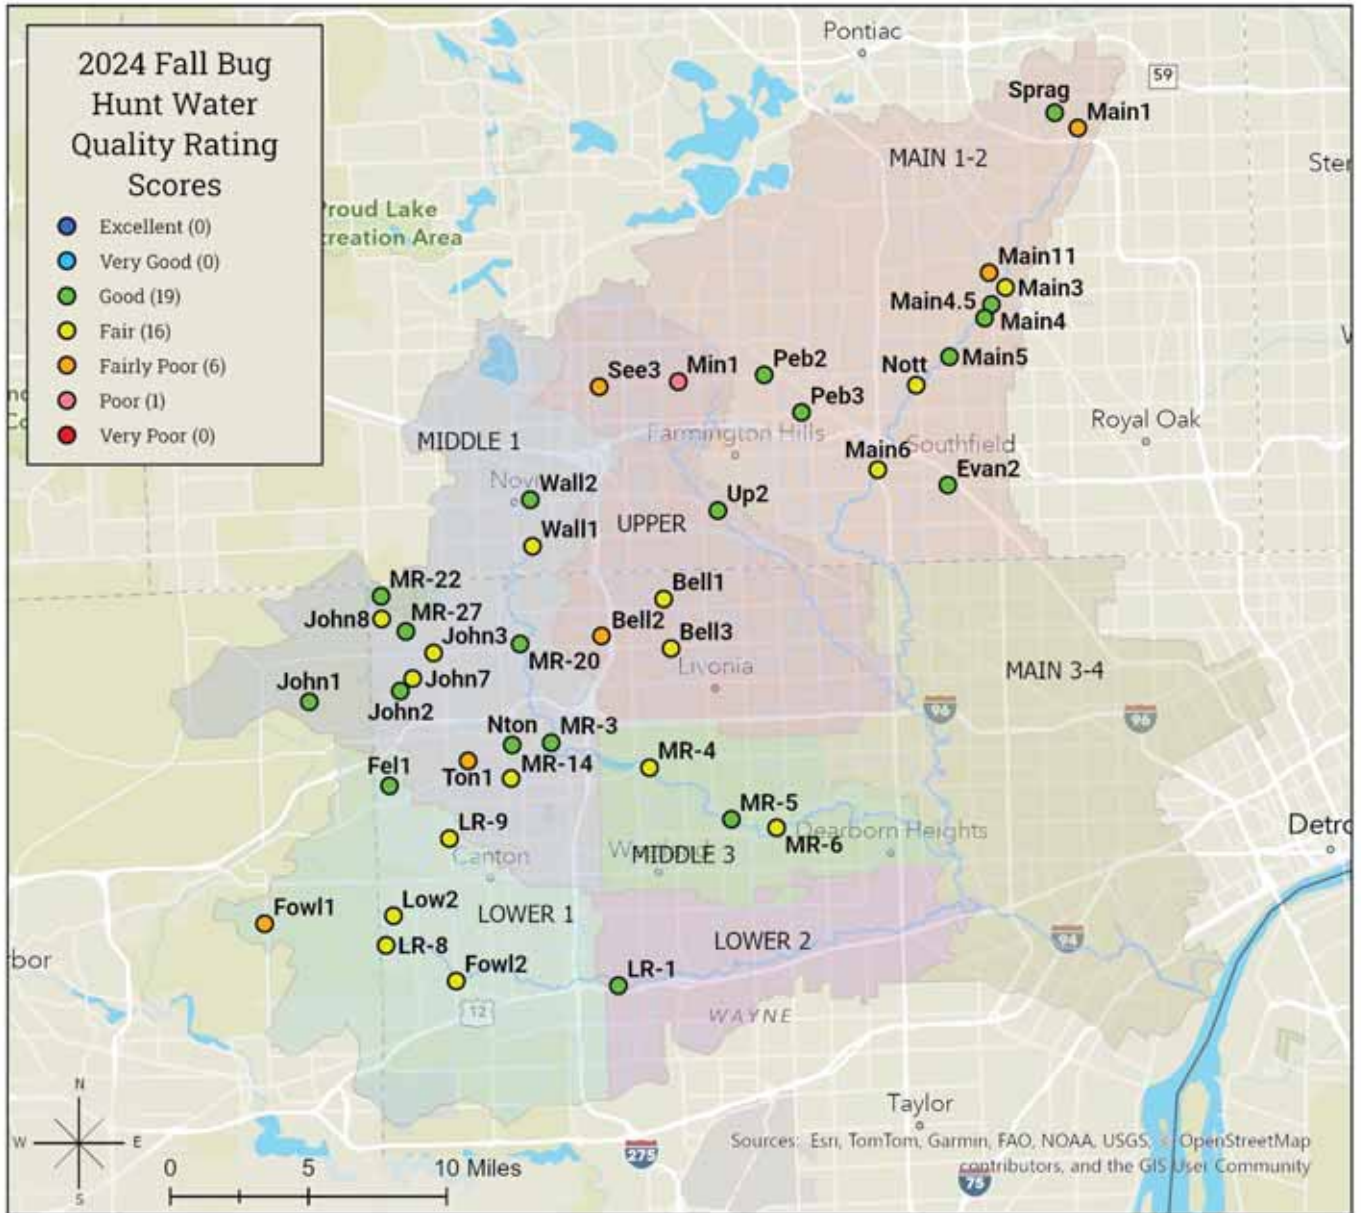 2024 Fall Bug
Hunt Water
Quality Rating
Scores
Excellent (0)
Very Good (0)
Good (19)
Fair (16)
Fairly Poor (6)
Poor (1)
Very Poor (0)
Pontiac
59
Sprag
Main1
MAIN 1-2
Ster
roud Lake
creation Area
Main11
Main3
Main4.5
Main4
Main5
Nott
Peb2
Min1
See3
Peb3
Royal Oak
Farmington Hills
MIDDLE 1
Main6
Southfield
Evan2
Wall2
Up2
UPPER
Wall1
MR-22
Bell1
John8
MR-27
Bell2
John3
Bell3
MR-20
Livonia
MAIN 3-4
John1
John7
John2
96
96
Nton
MR-3
MR-4
Fel1
Ton1
MR-14
MR-5
LR-9
Dearborn Heights
Detro
MR-6
Canton
MIDDLE 3
Fowl1
Low2
LOWER 1
LOWER 2
94
LR-8
bor
Fowl2
LR-1
12
WAYNE
N
W
E
S
Taylor
Sources: Esri, TomTom, Garmin, FAO, NOAA, USGS, © OpenStreetMap
contributors, and the GIS User Community
275
75
0 5 10 Miles